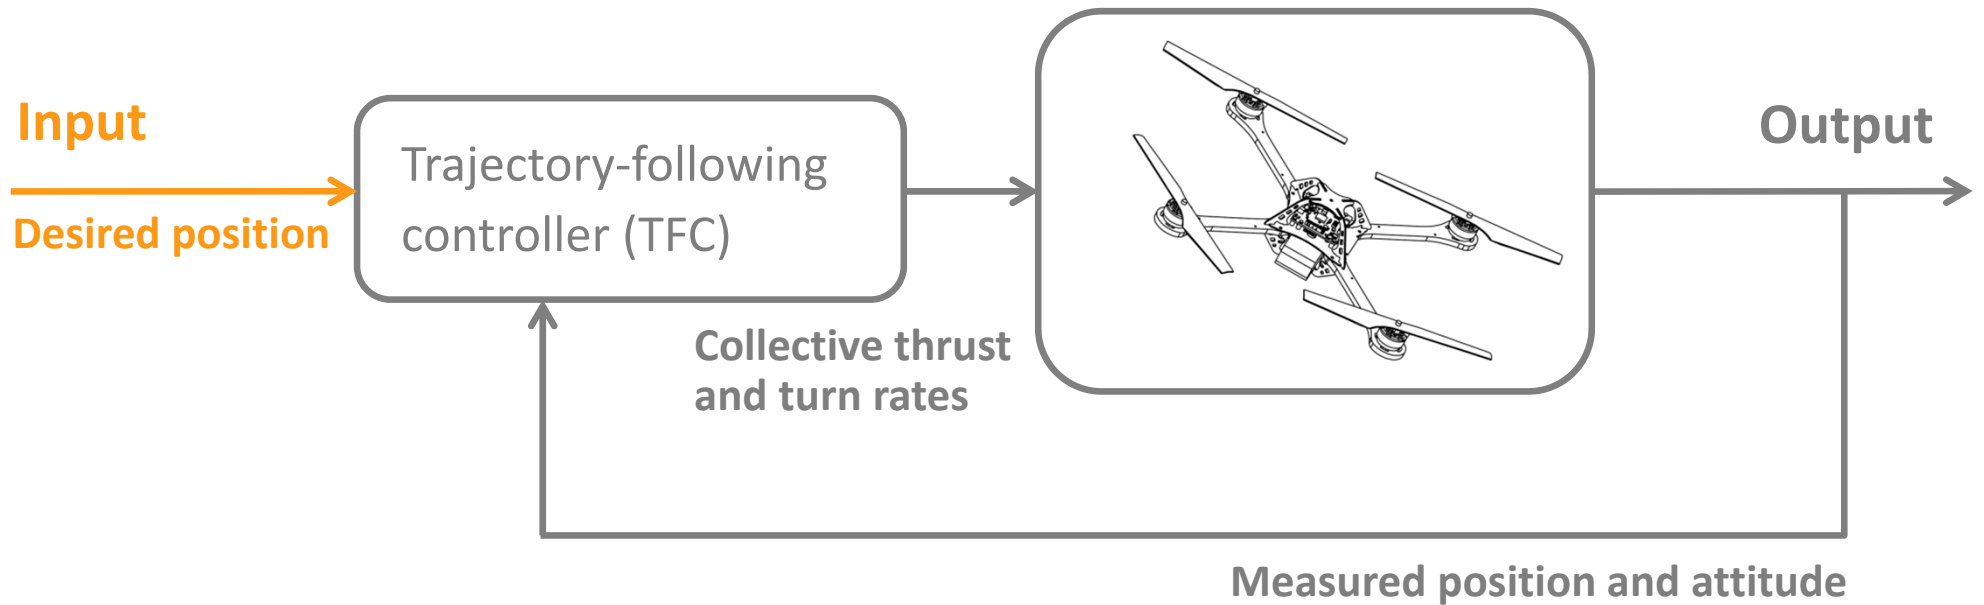 Input
Desired position
Trajectory-following
controller (TFC)
Collective thrust
and turn rates
Output
Measured position and attitude